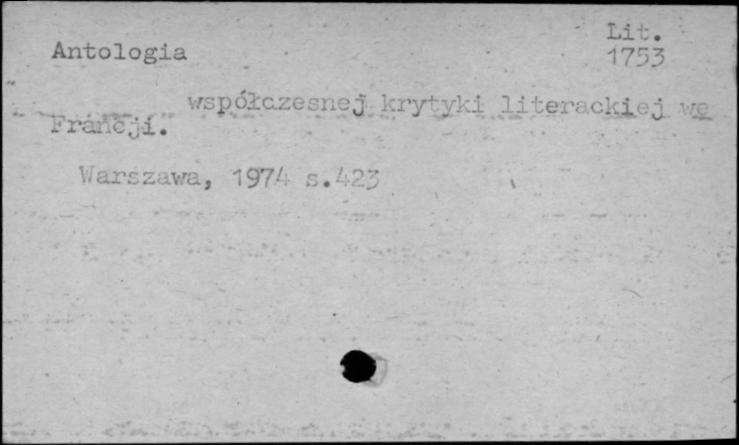 Lit.
Antologia 1753
współczesnej krytyki literackiej we
Francji.
Warszawa, 1974 s.423